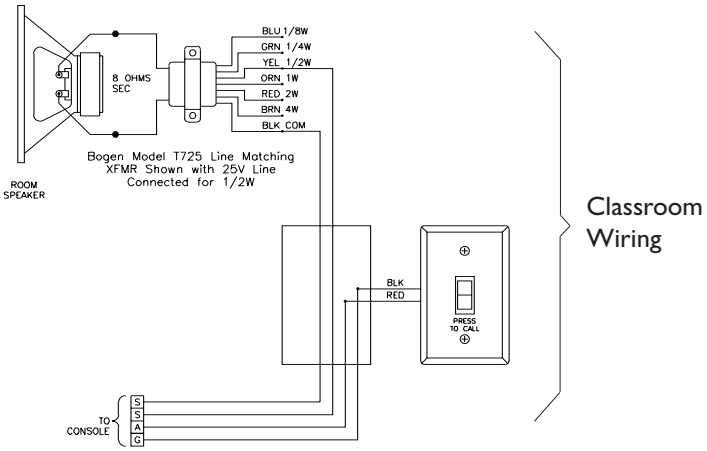 BLU 1/8W
GRN 1/4W
YEL 1/2W
ORN 1W
RED 2W
BRN 4W
BLK COM
8 OHMS
SEC
Bogen Model T725 Line Matching
XFMR Shown with 25V Line
Connected for 1/2W
ROOM
SPEAKER
Classroom
Wiring
BLK
RED
PRESS
TO CALL
TO
CONSOLE
S
S
A
G